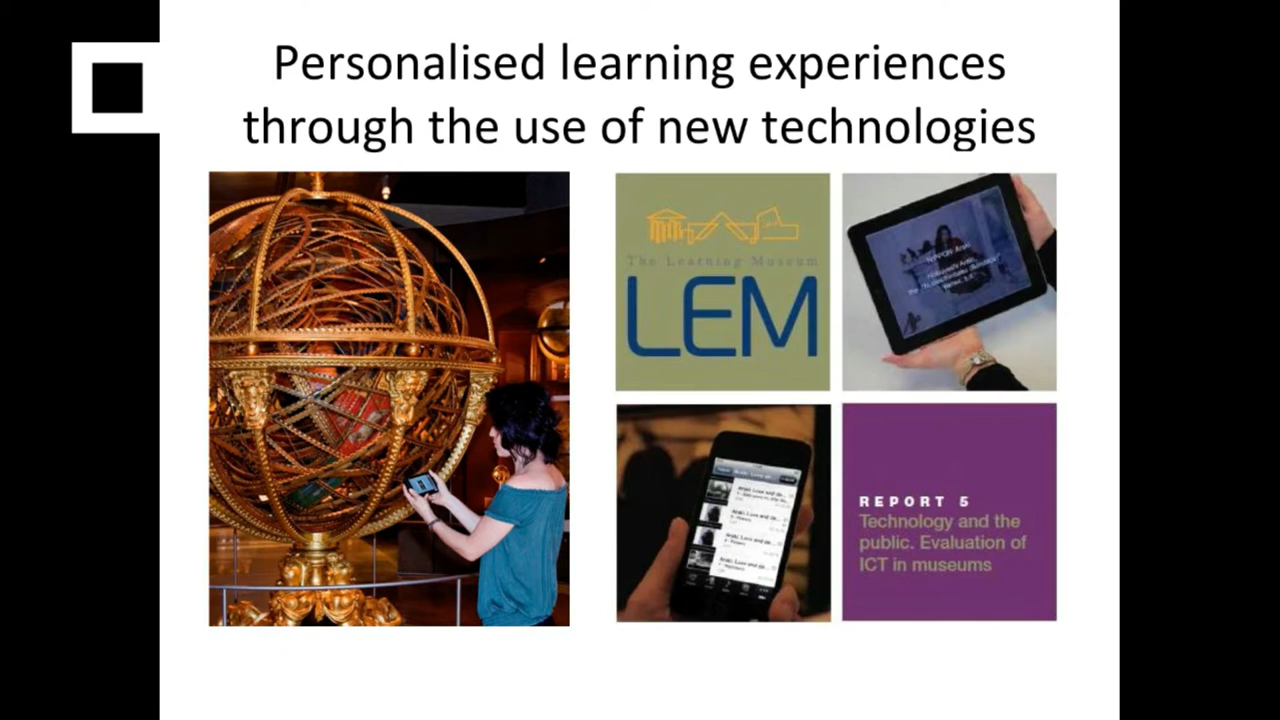 Personalised learning experiences
through the use of new technologies
The Learning Museum
LEM
REPORT 5
Technology and the
public. Evaluation of
ICT in museums